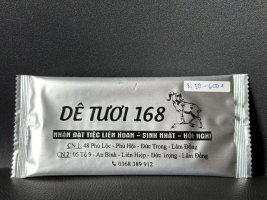 DÊ TƯƠI 168
NHẬN ĐẶT TIỆC LIÊN HOAN - SINH NHẬT - HỘI NGHỊ
CN 1: 48 Phú Lộc - Phú Hội - Đức Trọng - Lâm Đồng
CN 2: 05 Tổ 9 - An Bình - Liên Hiệp - Đức Trọng - Lâm Đồng
0368 389 912